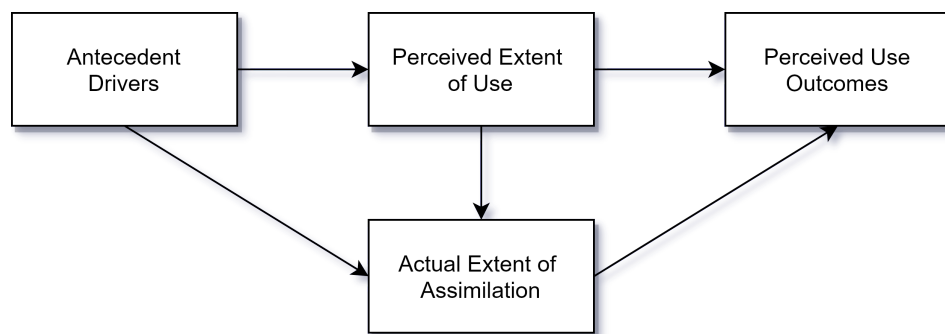 Antecedent
Drivers
Perceived Extent
of Use
Perceived Use
Outcomes
Actual Extent of
Assimilation